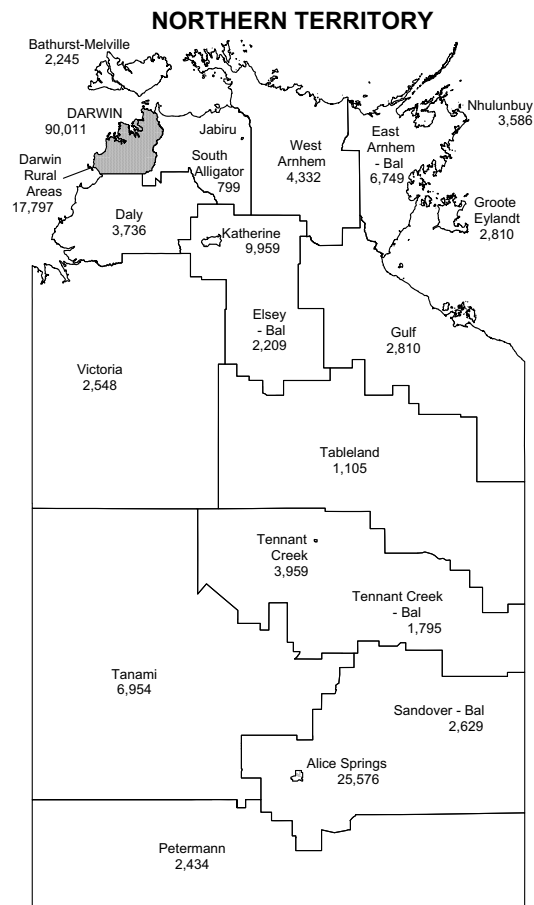 NORTHERN TERRITORY
Bathurst-Melville
2,245
DARWIN
90,011
Darwin
Rural
Areas
17,797
Jabiru
South
Alligator
799
West
Arnhem
4,332
East
Arnhem
- Bal
6,749
Nhulunbuy
3,586
Groote
Eylandt
2,810
Daly
3,736
Katherine
9,959
Elsey
- Bal
2,209
Gulf
2,810
Victoria
2,548
Tableland
1,105
Tennant
Creek
3,959
Tennant Creek
- Bal
1,795
Tanami
6,954
Sandover - Bal
2,629
Alice Springs
25,576
Petermann
2,434